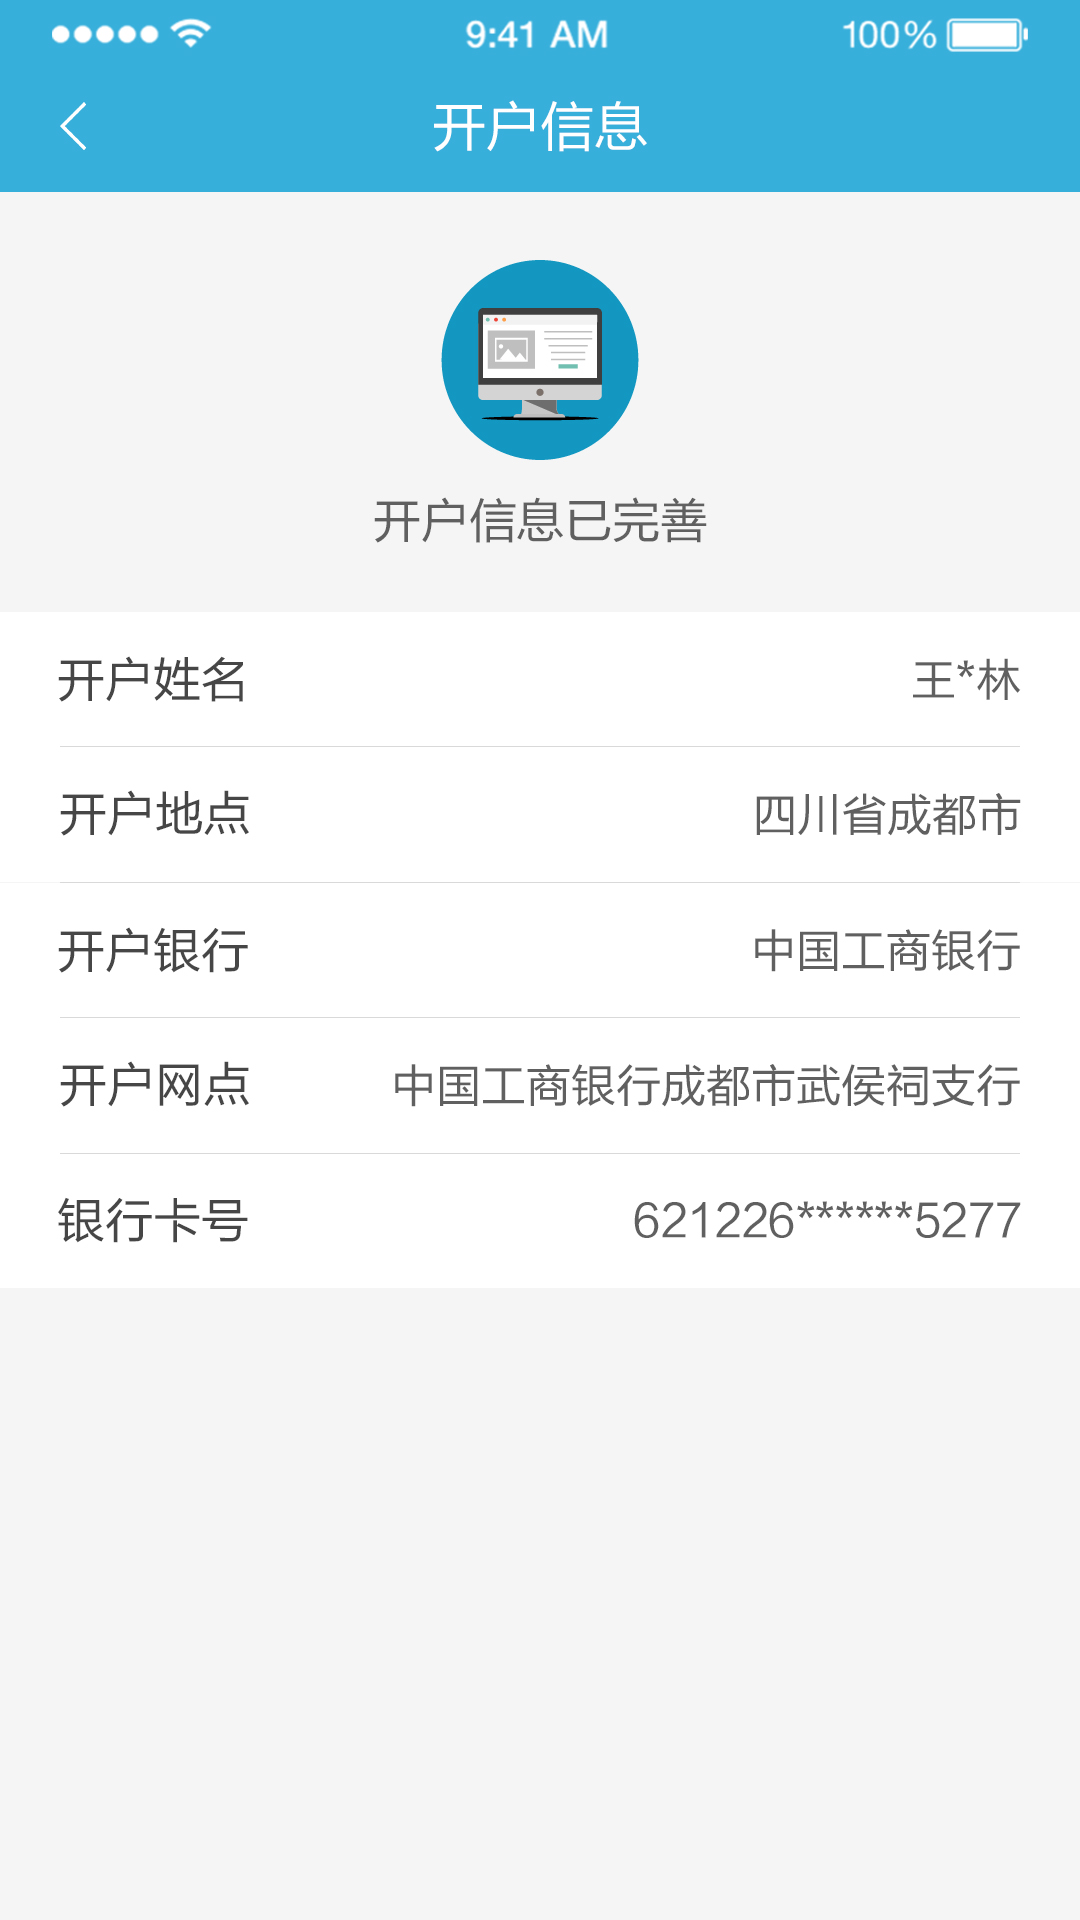 9:41 AM 100%
开户信息
开户信息已完善
开户姓名 王*林
开户地点 四川省成都市
开户银行 中国工商银行
开户网点 中国工商银行成都市武侯祠支行
银行卡号 621226******5277